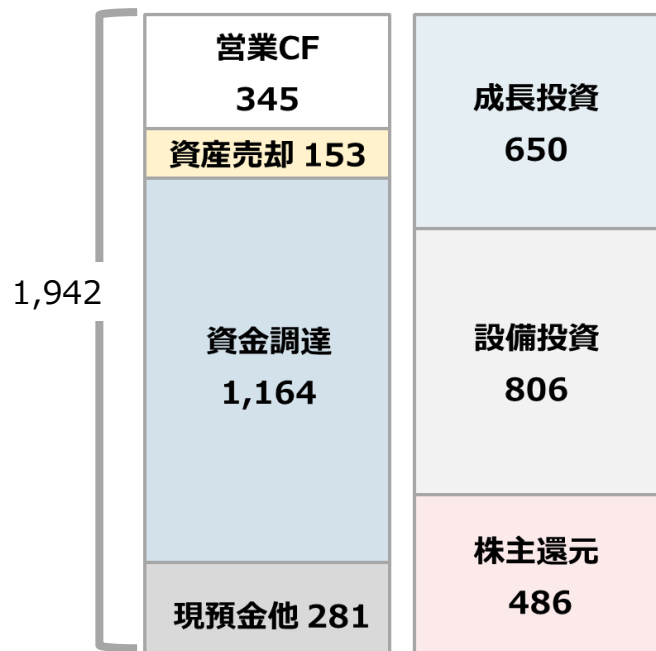 営業CF
345
資産売却 153
資金調達
1,164
現預金他 281
1,942
成長投資
650
設備投資
806
株主還元
486